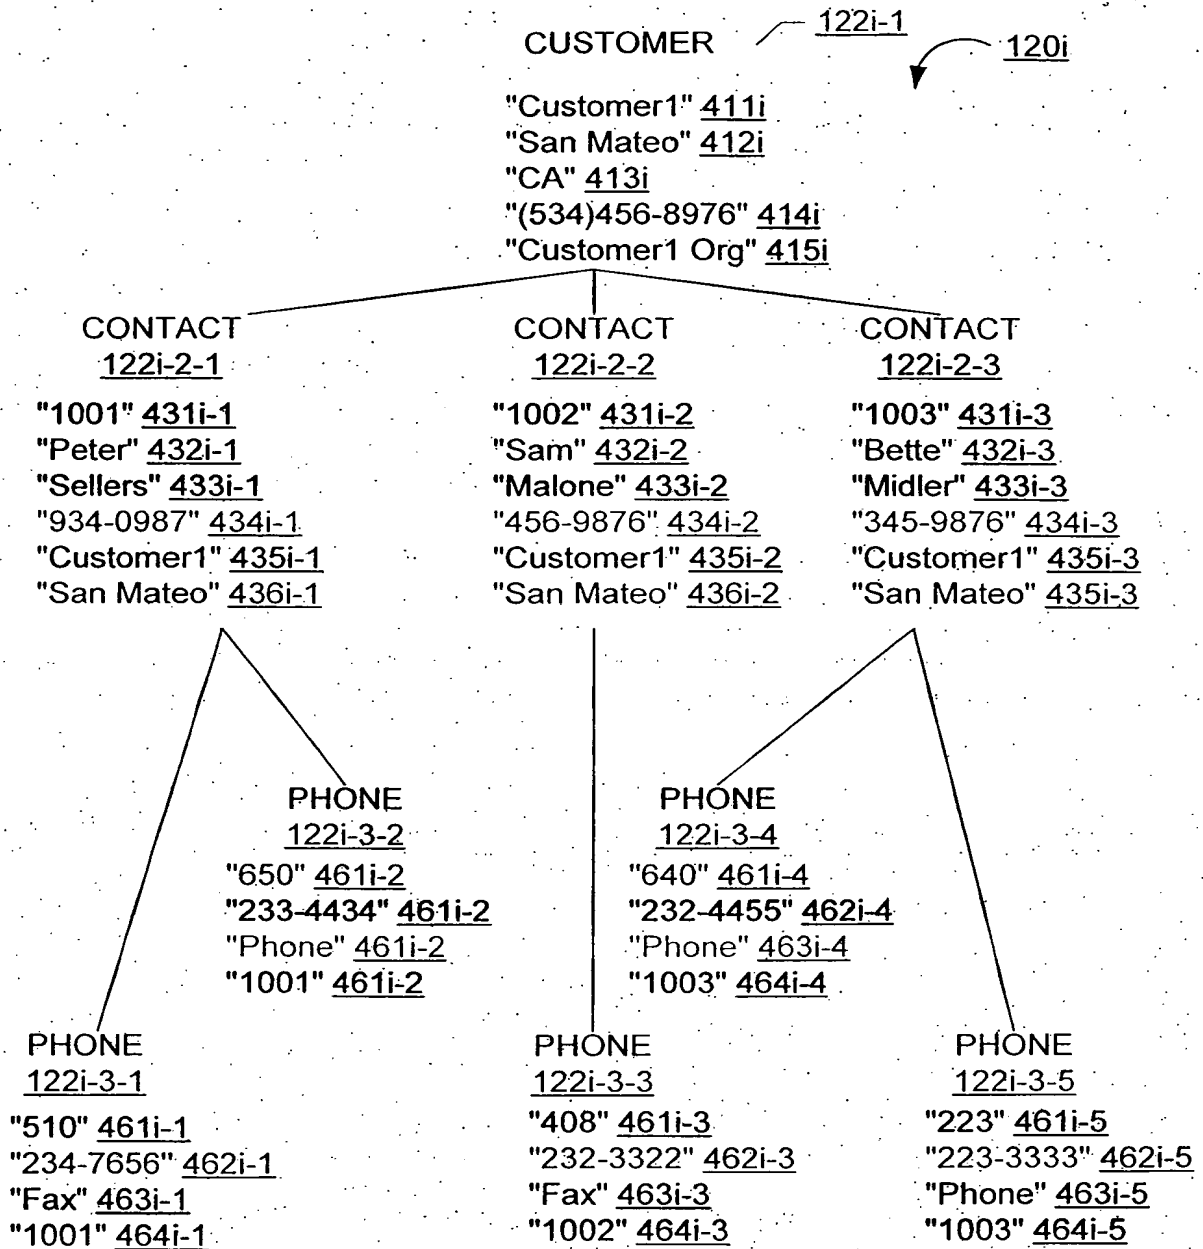 CUSTOMER 122i-1
120i
"Customer1" 411i
"San Mateo" 412i
"CA" 413i
"(534)456-8976" 414i
"Customer1 Org" 415i
CONTACT
122i-2-1
"1001" 431i-1
"Peter" 432i-1
"Sellers" 433i-1
"934-0987" 434i-1
"Customer1" 435i-1
"San Mateo" 436i-1
CONTACT
122i-2-2
"1002" 431i-2
"Sam" 432i-2
"Malone" 433i-2
"456-9876" 434i-2
"Customer1" 435i-2
"San Mateo" 436i-2
CONTACT
122i-2-3
"1003" 431i-3
"Bette" 432i-3
"Midler" 433i-3
"345-9876" 434i-3
"Customer1" 435i-3
"San Mateo" 435i-3
PHONE
122i-3-2
"650" 461i-2
"233-4434" 461i-2
"Phone" 461i-2
"1001" 461i-2
PHONE
122i-3-4
"640" 461i-4
"232-4455" 462i-4
"Phone" 463i-4
"1003" 464i-4
PHONE
122i-3-1
"510" 461i-1
"234-7656" 462i-1
"Fax" 463i-1
"1001" 464i-1
PHONE
122i-3-3
"408" 461i-3
"232-3322" 462i-3
"Fax" 463i-3
"1002" 464i-3
PHONE
122i-3-5
"223" 461i-5
"223-3333" 462i-5
"Phone" 463i-5
"1003" 464i-5